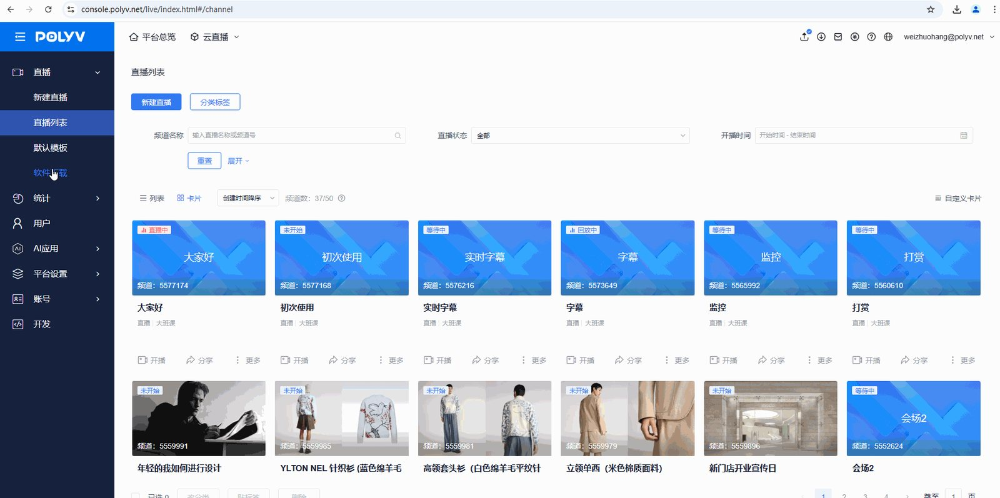 console.polyv.net/live/index.html#/channel
POLYV
平台总览
云直播
weizhuohang@polyv.net
直播
新建直播
直播列表
默认模板
软件下载
统计
用户
AI应用
平台设置
账号
开发
直播列表
新建直播
分类标签
频道名称
输入直播名称或频道号
直播状态
全部
开播时间
开始时间 - 结束时间
重置
展开
列表
卡片
创建时间降序
频道数：37/50
自定义卡片
直播中
大家好
频道：5577174
大家好
直播 | 大班课
开播 分享 更多
未开始
初次使用
频道：5577168
初次使用
直播 | 大班课
开播 分享 更多
等待中
实时字幕
频道：5576216
实时字幕
直播 | 大班课
开播 分享 更多
回放中
字幕
频道：5573649
字幕
直播 | 大班课
开播 分享 更多
等待中
监控
频道：5565992
监控
直播 | 大班课
开播 分享 更多
等待中
打赏
频道：5560610
打赏
直播 | 大班课
开播 分享 更多
未开始
频道：5559991
年轻的我如何进行设计
未开始
频道：5559985
YLTON NEL 针织衫 (蓝色绵羊毛
未开始
频道：5559981
高领套头衫（白色绵羊毛平纹针
未开始
频道：5559979
立领单西（米色棉质面料）
未开始
频道：5559896
新门店开业宣传日
等待中
会场2
频道：5552624
会场2
已选 0
改分类
贴标签
删除
1 2 3 4
跳至 1 页